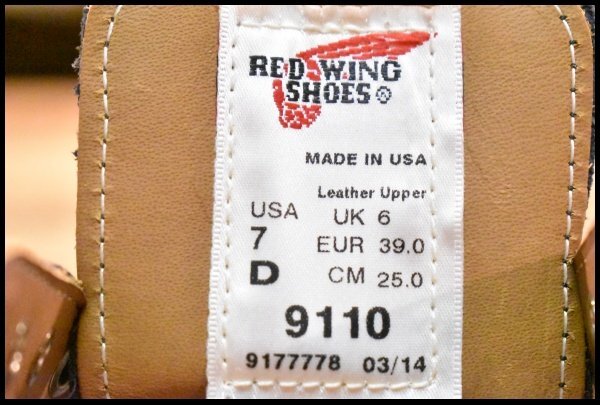 RED WING
SHOES®
MADE IN USA
Leather Upper
USA UK 6
7 EUR 39.0
D CM 25.0
9110
9177778 03/14